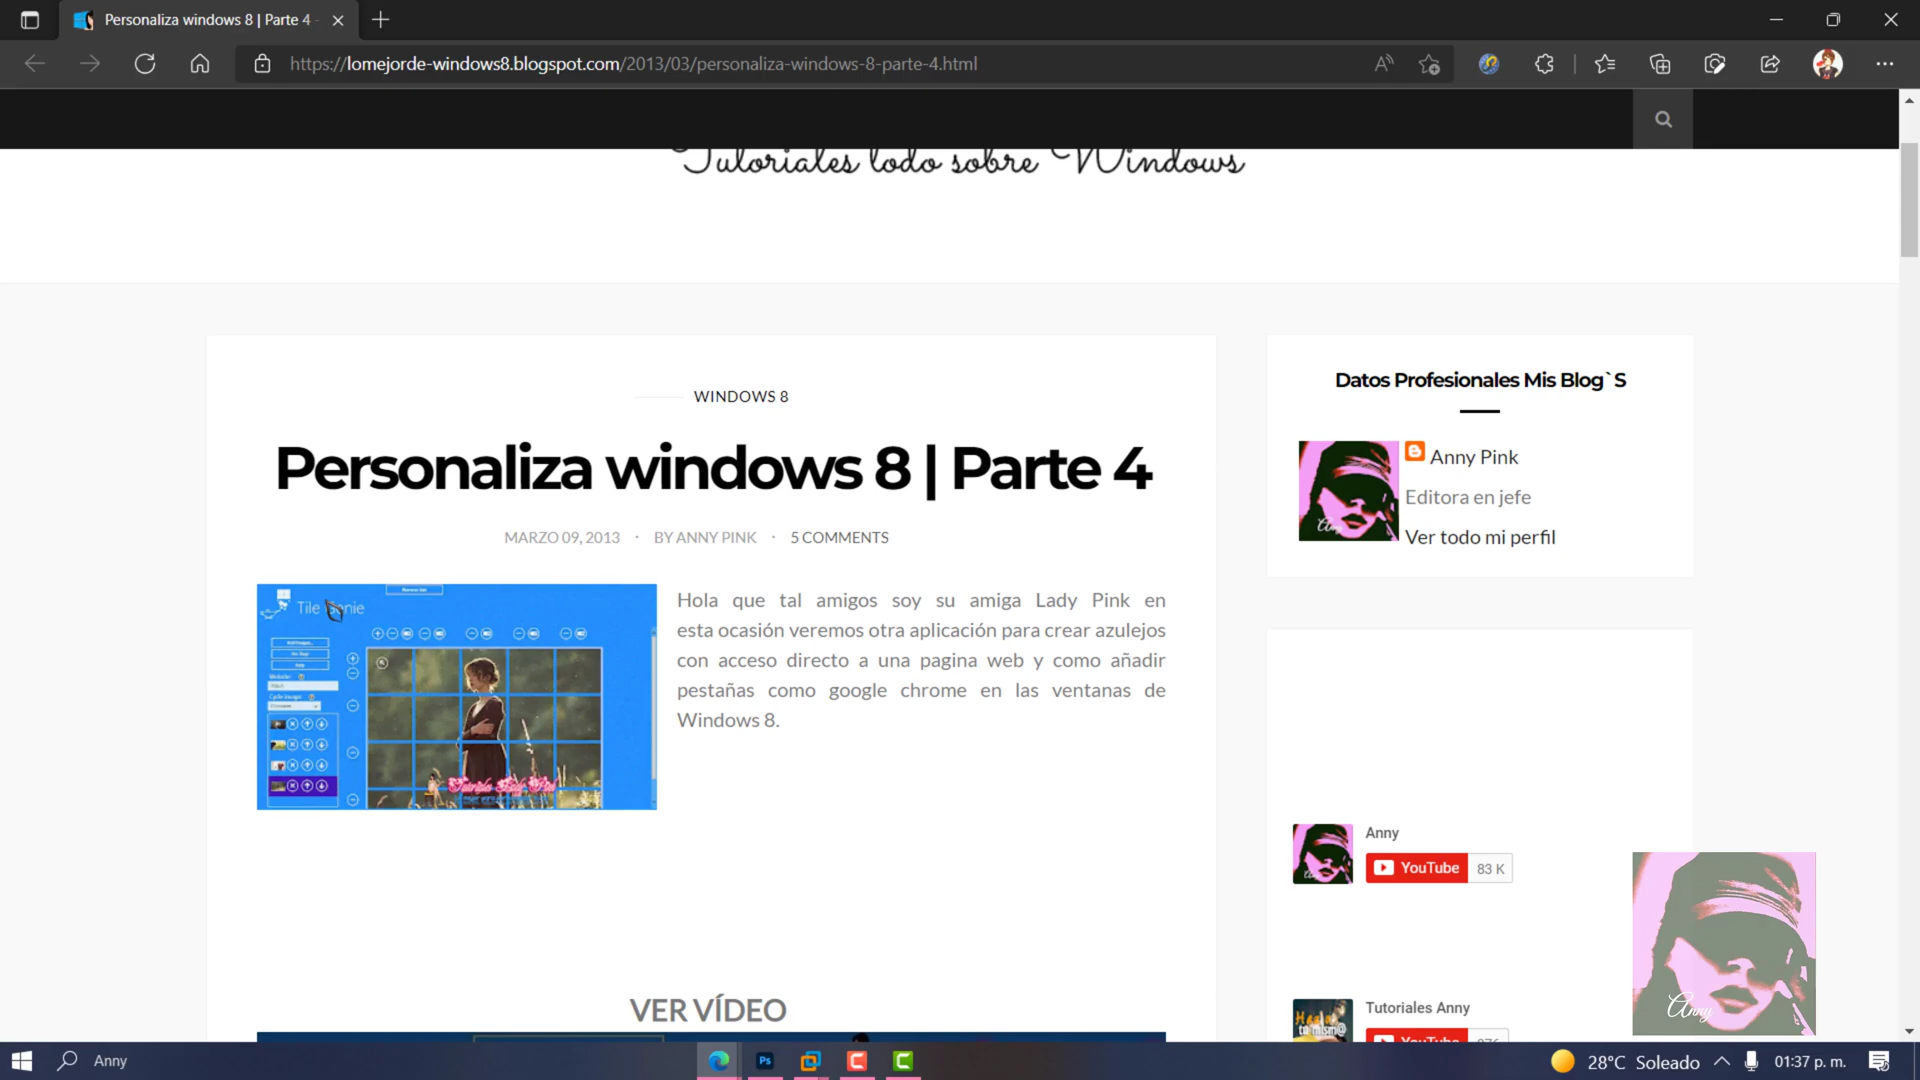 Personaliza windows 8 | Parte 4 -
https://lomejorde-windows8.blogspot.com/2013/03/personaliza-windows-8-parte-4.html
Tutoriales todo sobre Windows
WINDOWS 8
Personaliza windows 8 | Parte 4
MARZO 09, 2013 · BY ANNY PINK · 5 COMMENTS
Tile Genie
Hola que tal amigos soy su amiga Lady Pink en
esta ocasión veremos otra aplicación para crear azulejos
con acceso directo a una pagina web y como añadir
pestañas como google chrome en las ventanas de
Windows 8.
VER VÍDEO
Datos Profesionales Mis Blog`S
Anny Pink
Editora en jefe
Ver todo mi perfil
Anny
YouTube 83 K
Tutoriales Anny
YouTube
Anny
Anny
28°C Soleado
01:37 p. m.